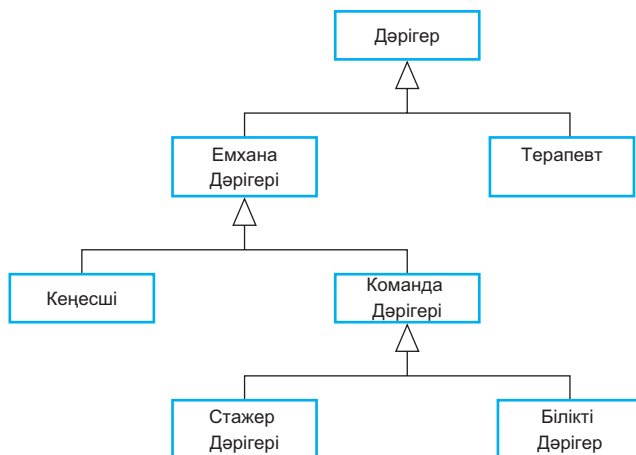 Дәрігер
Емхана
Дәрігері
Терапевт
Кеңесші
Команда
Дәрігері
Стажер
Дәрігері
Білікті
Дәрігер